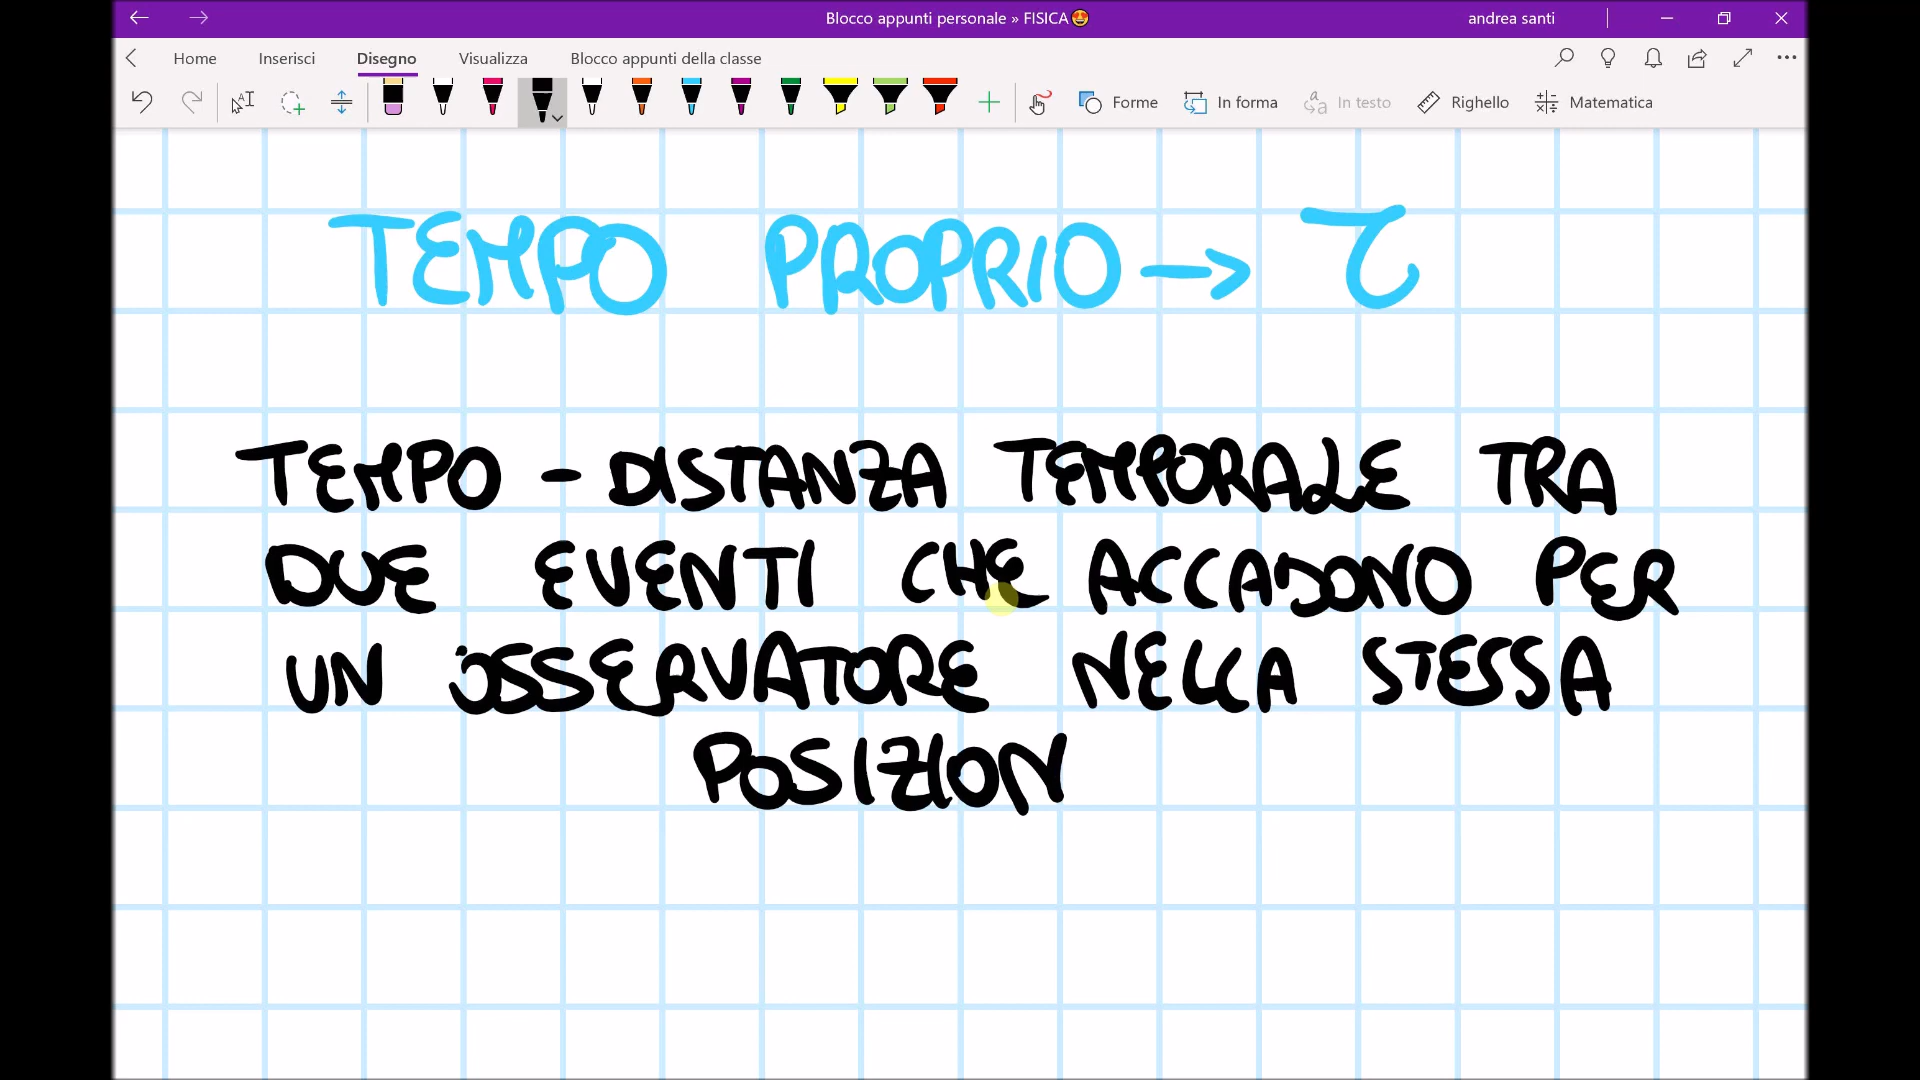 Blocco appunti personale » FISICA😍
andrea santi
Home Inserisci Disegno Visualizza Blocco appunti della classe
Forme In forma In testo Righello Matematica
TEMPO PROPRIO → τ
TEMPO - DISTANZA TEMPORALE TRA
DUE EVENTI CHE ACCADONO PER
UN OSSERVATORE NELLA STESSA
POSIZION